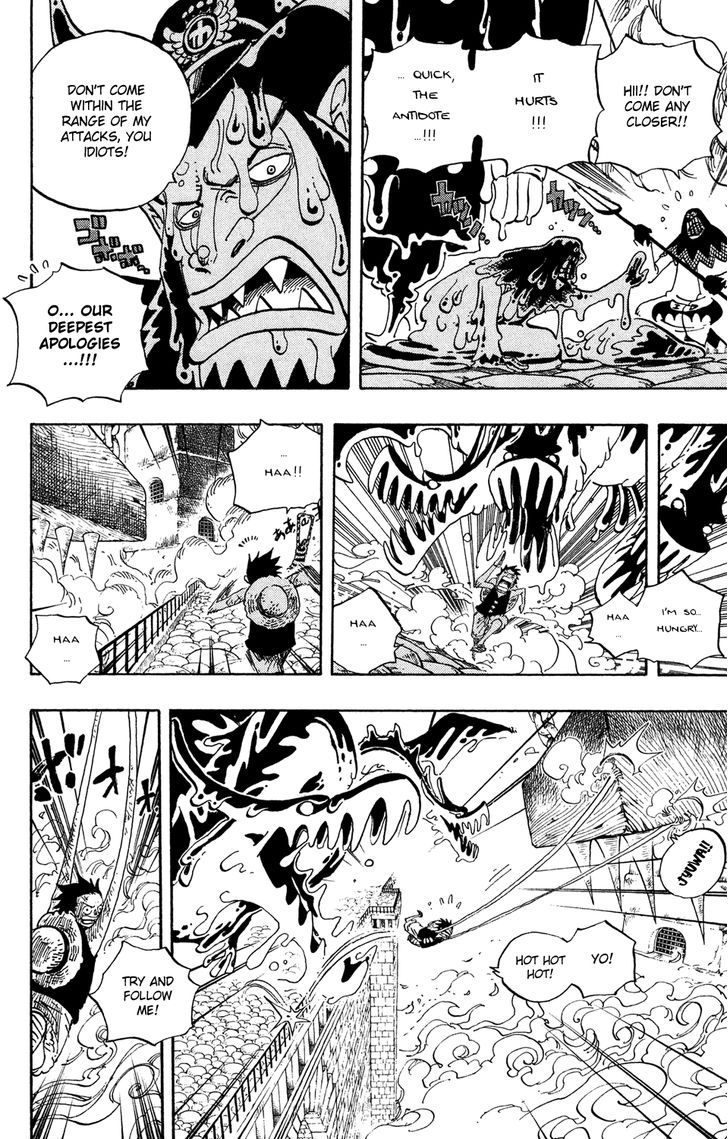 HII!! DON'T
COME ANY
CLOSER!!
IT
HURTS
!!!
... QUICK,
THE
ANTIDOTE
...!!!
DON'T COME
WITHIN THE
RANGE OF MY
ATTACKS, YOU
IDIOTS!
O... OUR
DEEPEST
APOLOGIES
...!!!
I'M SO...
HUNGRY...
HAA
...
HAA
...
...
HAA!!
HAA
...
TRY AND
FOLLOW
ME!
JYUWA!!
YO!
HOT HOT
HOT!